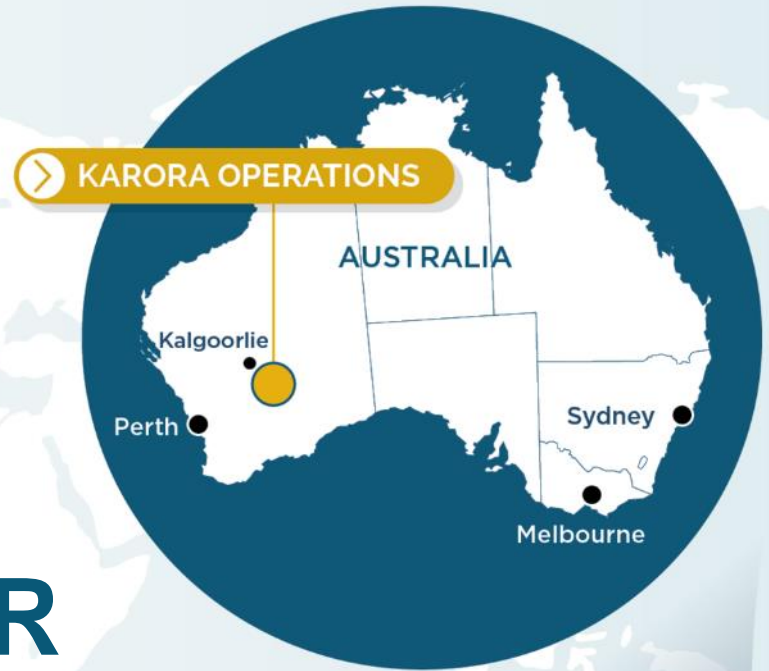 KARORA OPERATIONS
AUSTRALIA
Kalgoorlie
Perth
Sydney
Melbourne
R